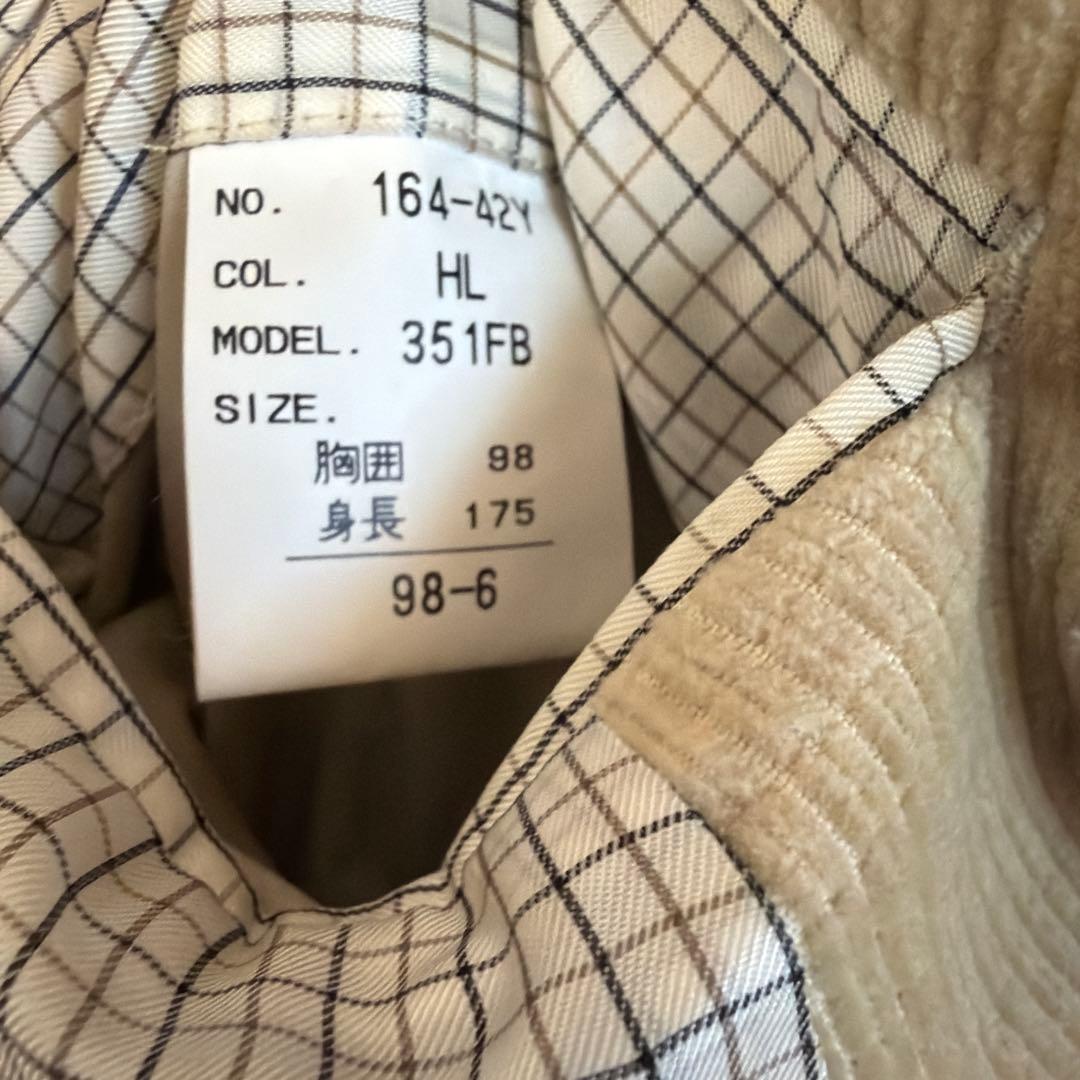 NO. 164-42Y
COL. HL
MODEL. 351FB
SIZE.
胸囲 98
身長 175
98-6